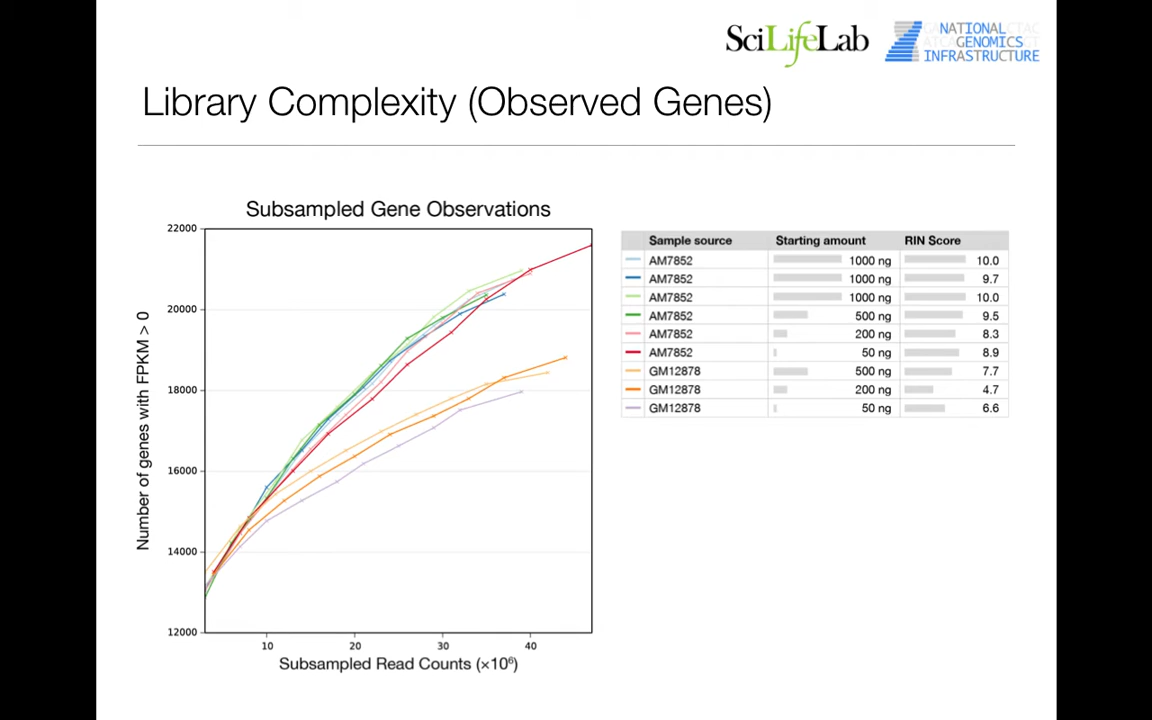 SciLifeLab
NATIONAL
GENOMICS
INFRASTRUCTURE
Library Complexity (Observed Genes)
Subsampled Gene Observations
Number of genes with FPKM > 0
22000
20000
18000
16000
14000
12000
10 20 30 40
Subsampled Read Counts (×10⁶)
Sample source Starting amount RIN Score
AM7852 1000 ng 10.0
AM7852 1000 ng 9.7
AM7852 1000 ng 10.0
AM7852 500 ng 9.5
AM7852 200 ng 8.3
AM7852 50 ng 8.9
GM12878 500 ng 7.7
GM12878 200 ng 4.7
GM12878 50 ng 6.6